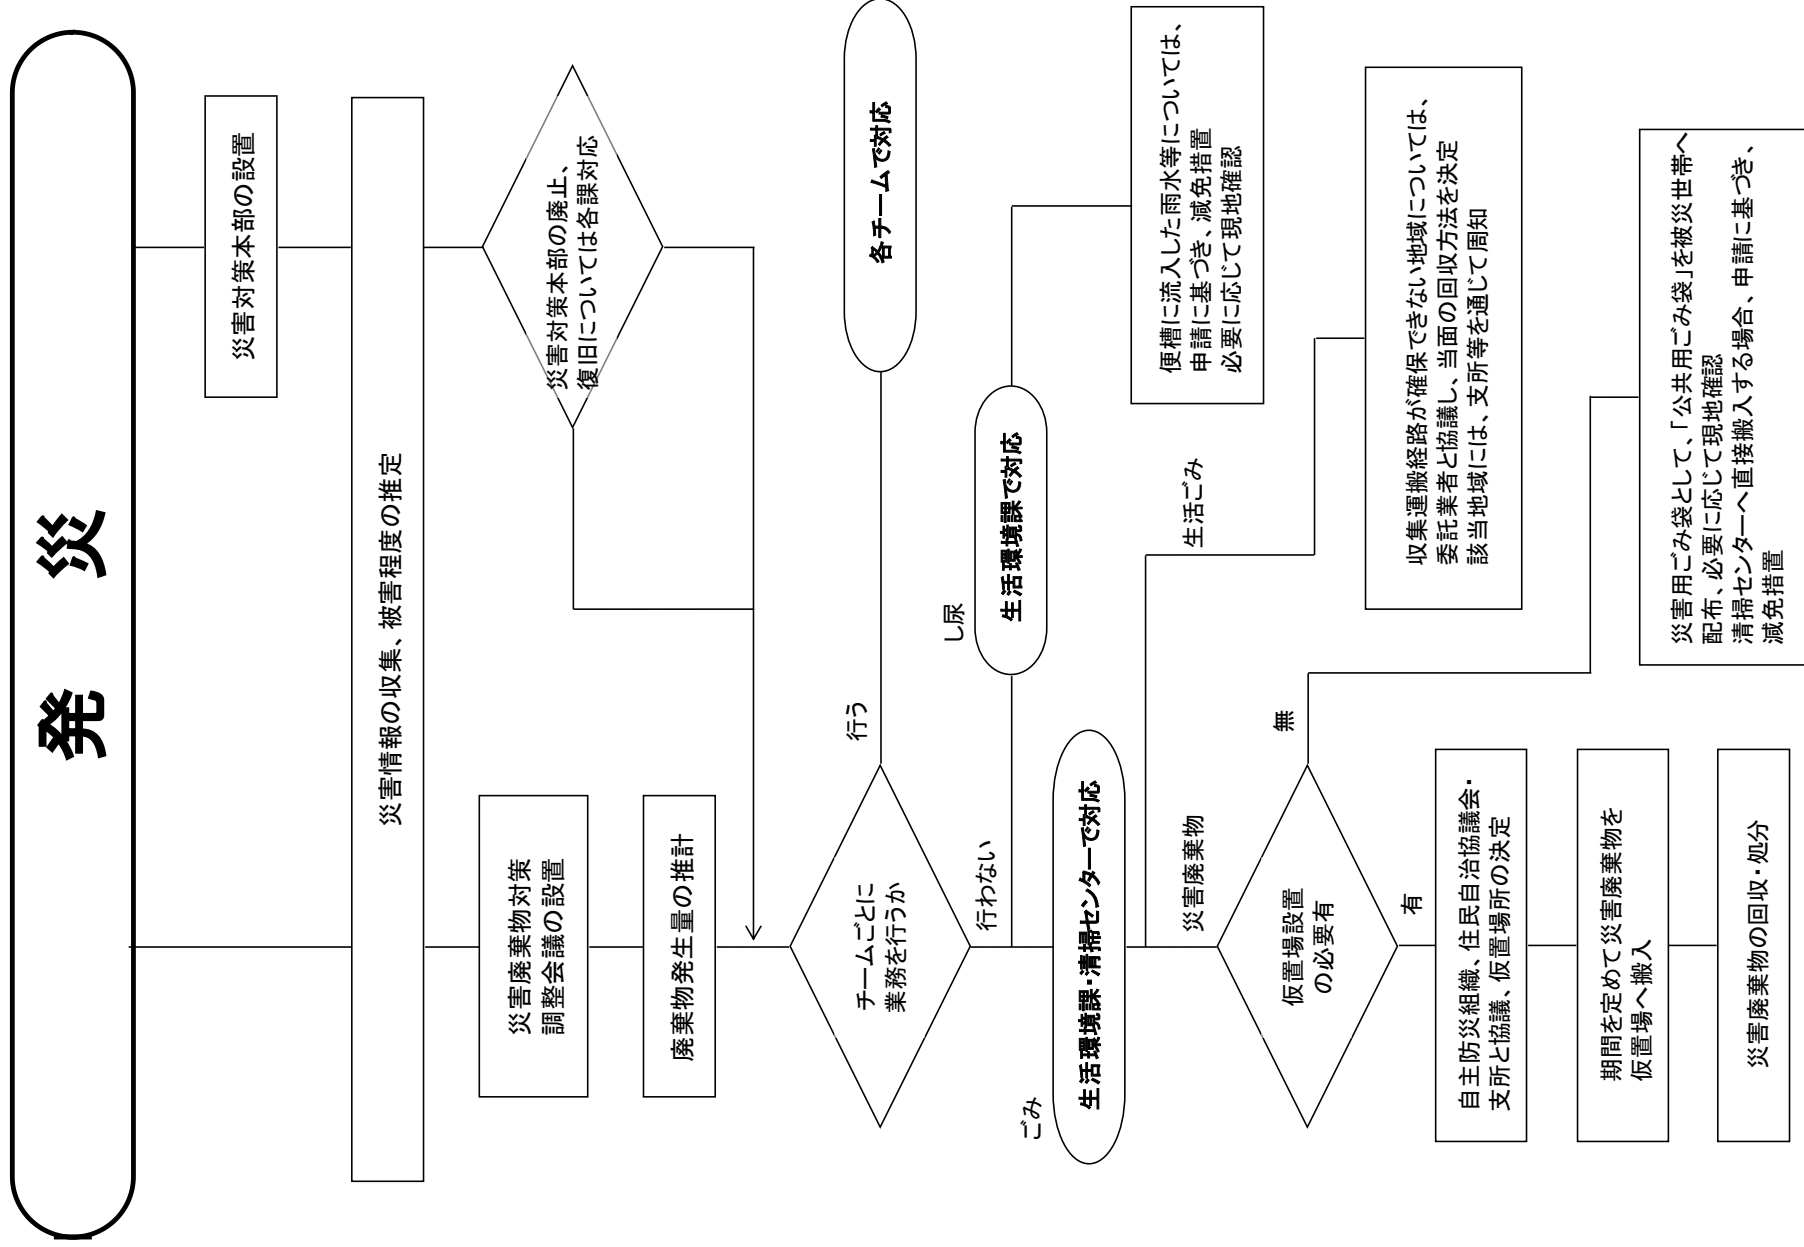 発　災
災害対策本部の設置
災害情報の収集、被害程度の推定
災害廃棄物対策
調整会議の設置
災害対策本部の廃止、
復旧については各課対応
廃棄物発生量の推計
チームごとに
業務を行うか
行う
各チームで対応
行わない
し尿
生活環境課で対応
便槽に流入した雨水等については、
申請に基づき、減免措置
必要に応じて現地確認
ごみ
生活環境課・清掃センターで対応
生活ごみ
収集運搬経路が確保できない地域については、
委託業者と協議し、当面の回収方法を決定
該当地域には、支所等を通じて周知
災害廃棄物
仮置場設置
の必要有
無
災害用ごみ袋として、「公共用ごみ袋」を被災世帯へ
配布、必要に応じて現地確認
清掃センターへ直接搬入する場合、申請に基づき、
減免措置
有
自主防災組織、住民自治協議会・
支所と協議、仮置場所の決定
期間を定めて災害廃棄物を
仮置場へ搬入
災害廃棄物の回収・処分